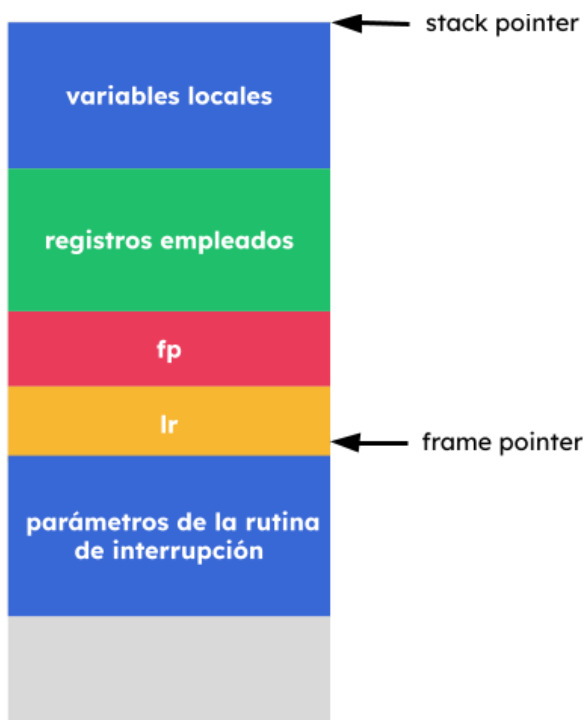 stack pointer
variables locales
registros empleados
fp
lr
frame pointer
parámetros de la rutina
de interrupción